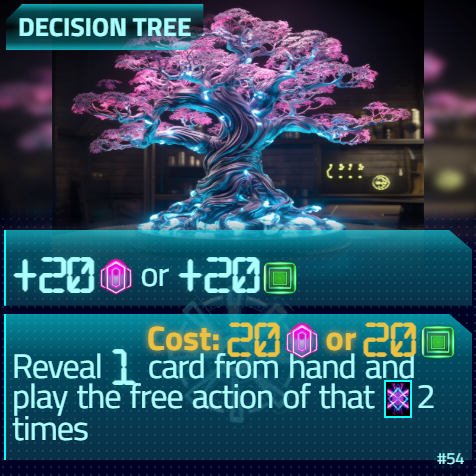 DECISION TREE
+20 or +20
Cost: 20 or 20
Reveal 1 card from hand and
play the free action of that 2
times
#54